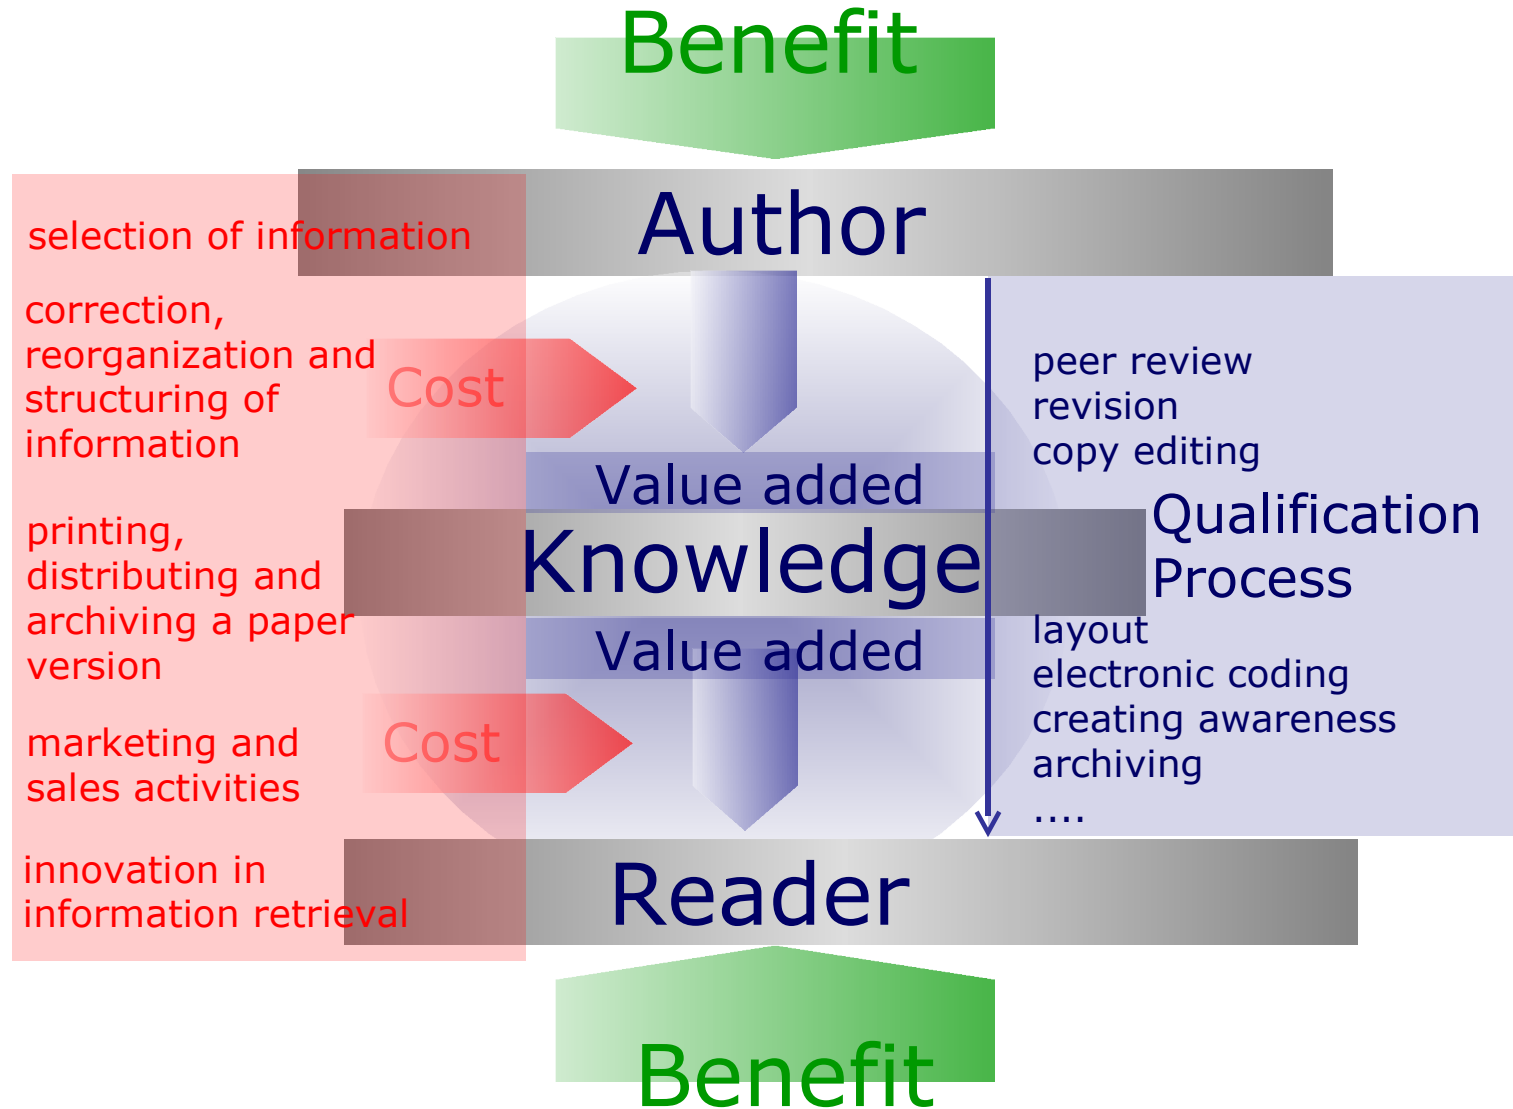 Benefit
Author
selection of information
correction,
reorganization and
structuring of
information
Cost
peer review
revision
copy editing
Value added
Qualification
Process
Knowledge
printing,
distributing and
archiving a paper
version
Value added
layout
electronic coding
creating awareness
archiving
....
Cost
marketing and
sales activities
innovation in
information retrieval
Reader
Benefit